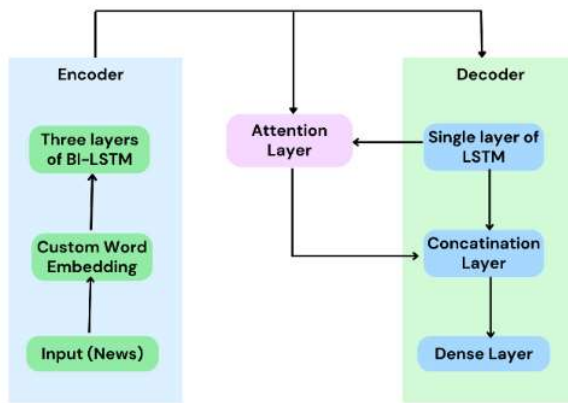 Encoder
Three layers
of BI-LSTM
Custom Word
Embedding
Input (News)
Attention
Layer
Decoder
Single layer of
LSTM
Concatination
Layer
Dense Layer